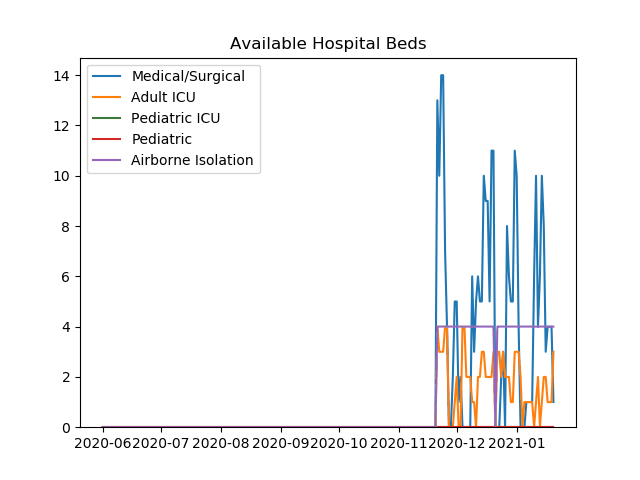 Available Hospital Beds
14
12
10
8
6
4
2
0
Medical/Surgical
Adult ICU
Pediatric ICU
Pediatric
Airborne Isolation
2020-06 2020-07 2020-08 2020-09 2020-10 2020-11 2020-12 2021-01